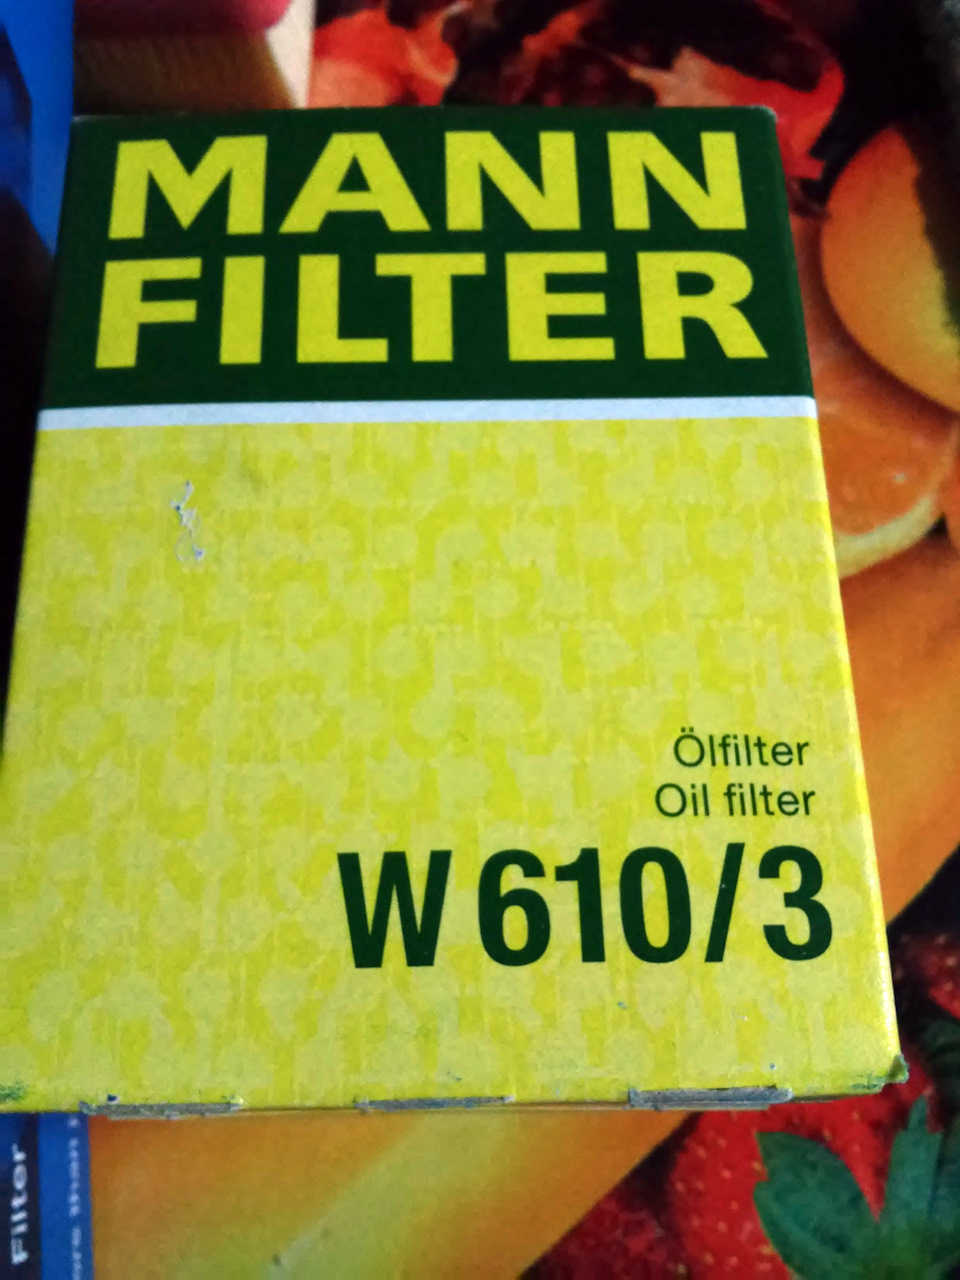 MANN
FILTER
Ölfilter
Oil filter
W 610/3
Filter